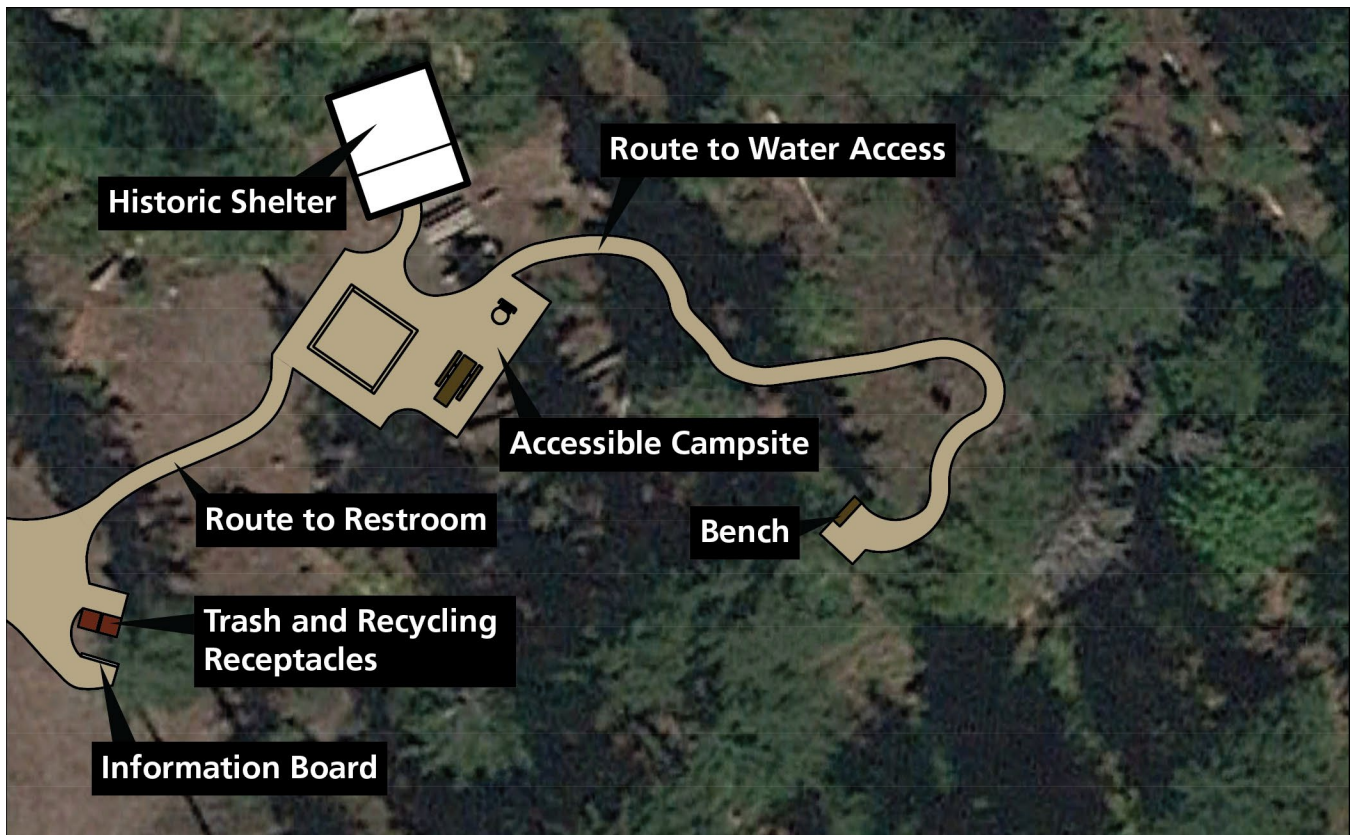 Route to Water Access
Historic Shelter
Accessible Campsite
Route to Restroom
Bench
Trash and Recycling
Receptacles
Information Board